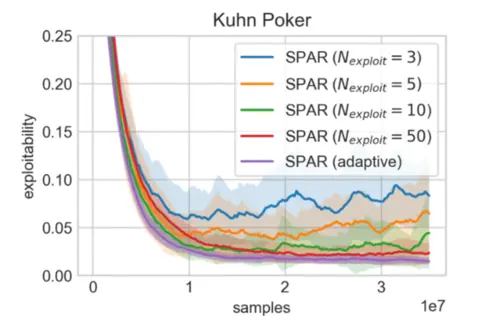 Kuhn Poker
0.25
0.20
0.15
0.10
0.05
0.00
exploitability
SPAR (N_exploit = 3)
SPAR (N_exploit = 5)
SPAR (N_exploit = 10)
SPAR (N_exploit = 50)
SPAR (adaptive)
0 1 2 3
samples
1e7